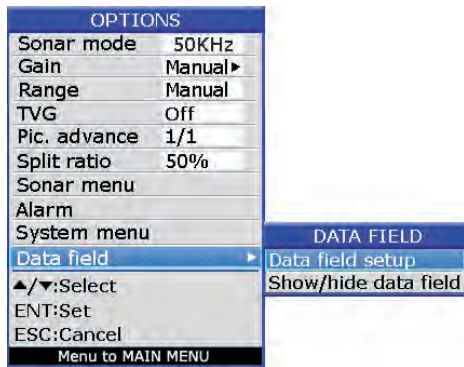 OPTIONS
Sonar mode 50KHz
Gain Manual▶
Range Manual
TVG Off
Pic. advance 1/1
Split ratio 50%
Sonar menu
Alarm
System menu
Data field ▶
▲/▼:Select
ENT:Set
ESC:Cancel
Menu to MAIN MENU
DATA FIELD
Data field setup
Show/hide data field